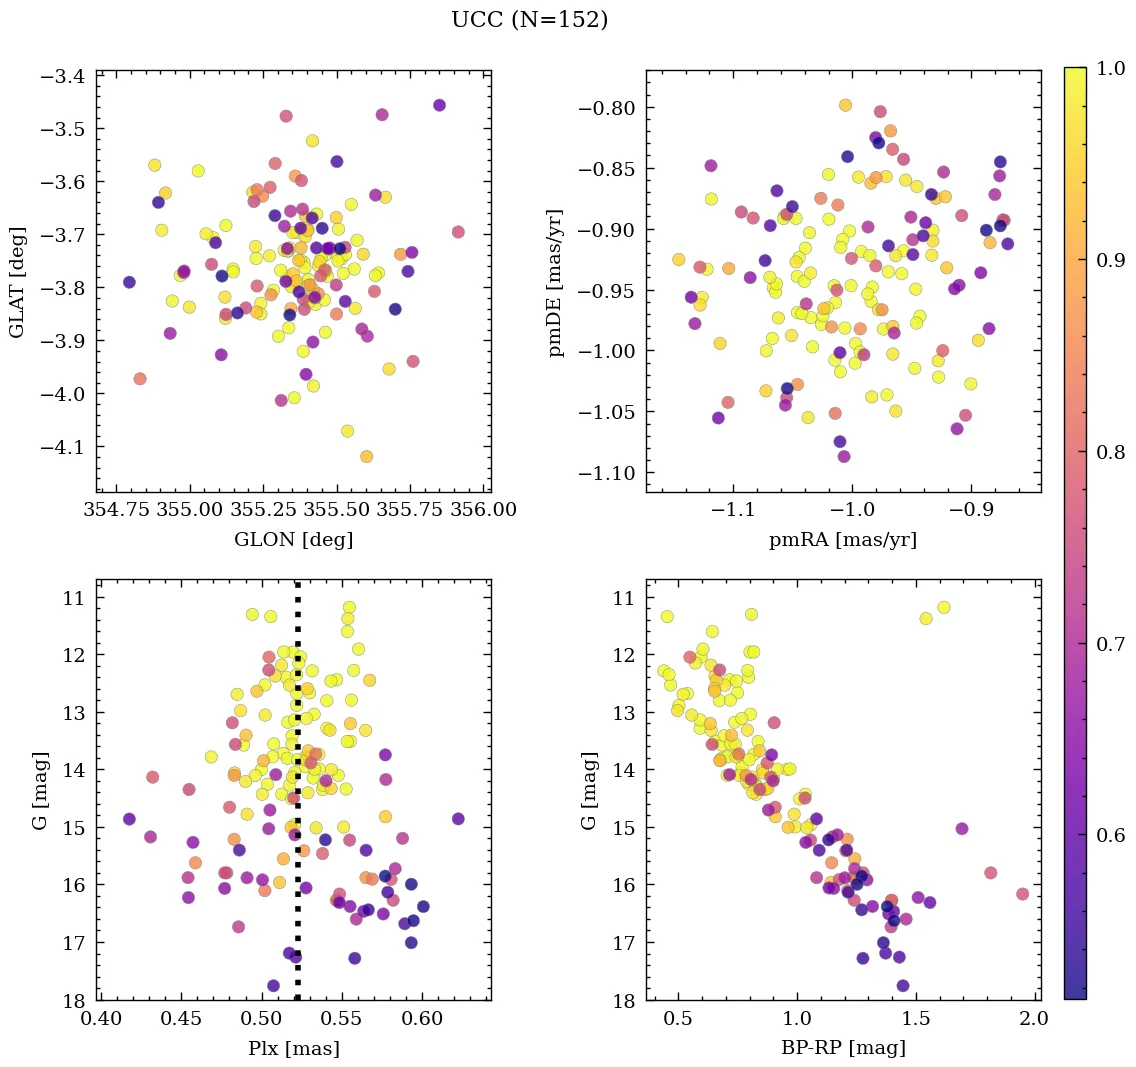 UCC (N=152)
−3.4
−3.5
−3.6
−3.7
−3.8
−3.9
−4.0
−4.1
GLAT [deg]
354.75 355.00 355.25 355.50 355.75 356.00
GLON [deg]
−0.80
−0.85
−0.90
−0.95
−1.00
−1.05
−1.10
pmDE [mas/yr]
−1.1 −1.0 −0.9
pmRA [mas/yr]
11
12
13
14
15
16
17
18
G [mag]
0.40 0.45 0.50 0.55 0.60
Plx [mas]
11
12
13
14
15
16
17
18
G [mag]
0.5 1.0 1.5 2.0
BP-RP [mag]
1.0
0.9
0.8
0.7
0.6